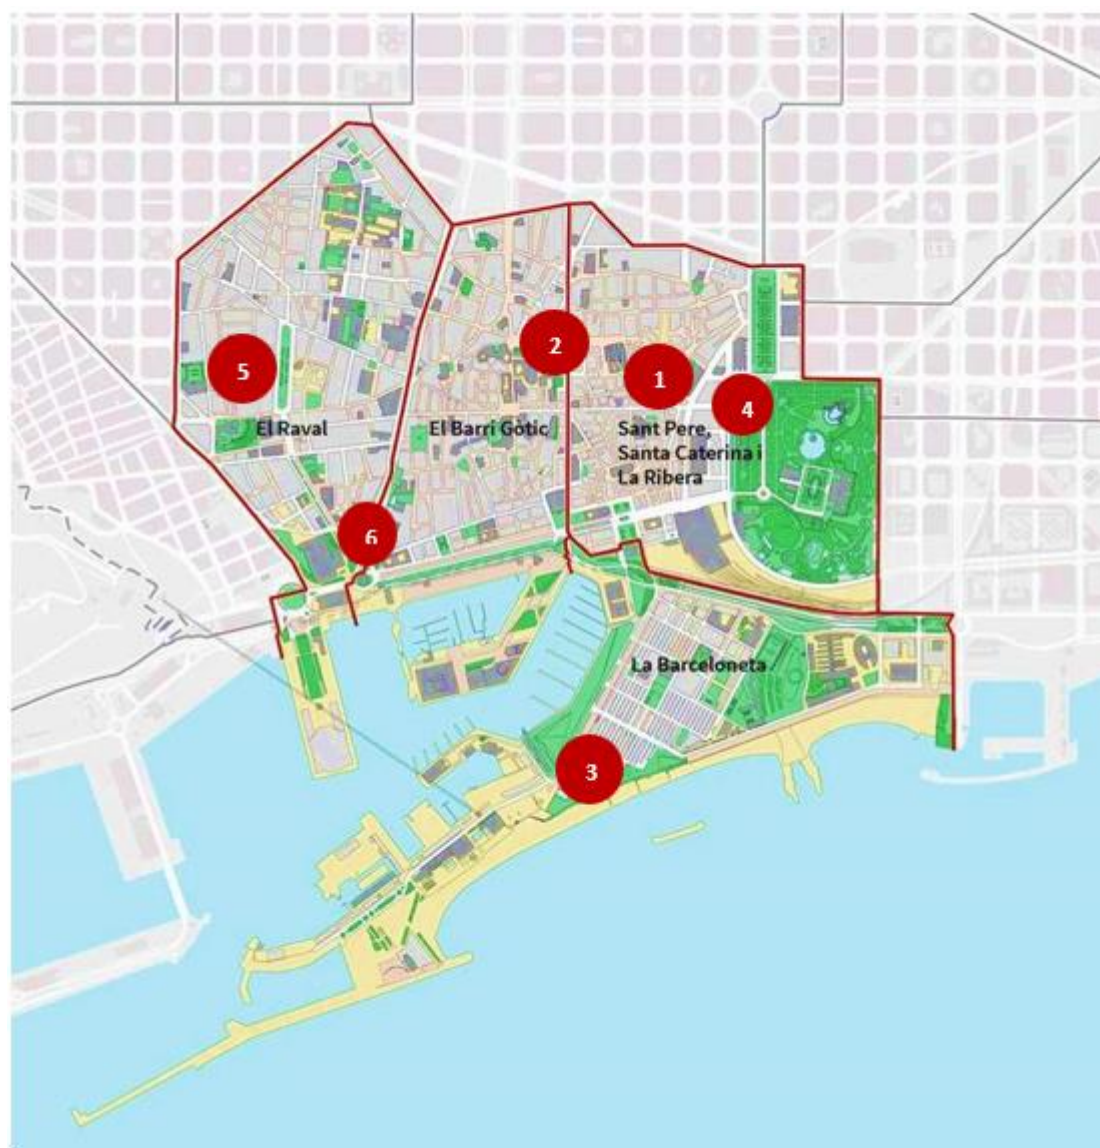 2
1
5
4
El Raval
El Barri Gòtic
Sant Pere,
Santa Caterina i
La Ribera
6
La Barceloneta
3